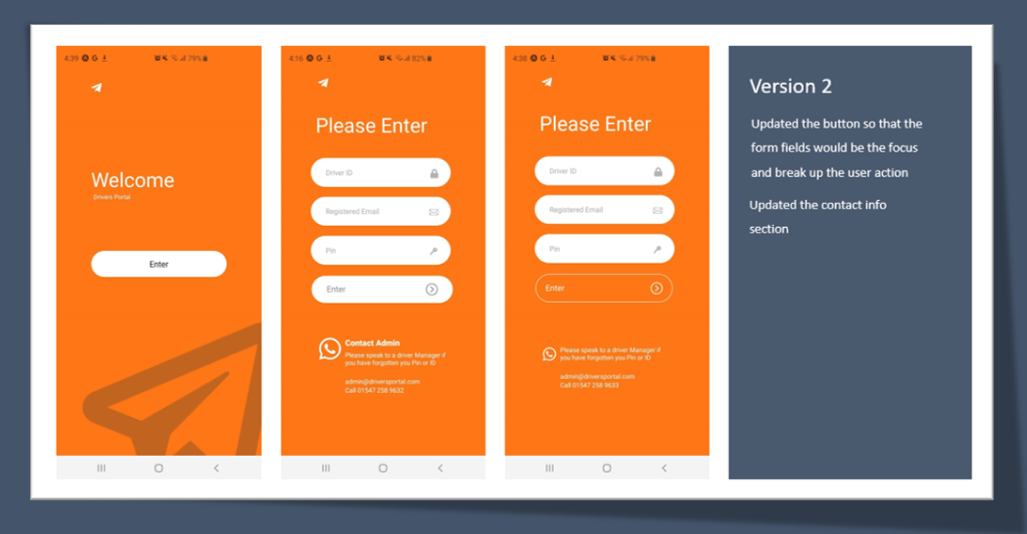 4:39
79%
Welcome
Drivers Portal
Enter
4:16
82%
Please Enter
Driver ID
Registered Email
Pin
Enter
Contact Admin
Please speak to a driver Manager if
you have forgotten you Pin or ID
admin@driversportal.com
Call 01547 258 9632
4:38
79%
Please Enter
Driver ID
Registered Email
Pin
Enter
Please speak to a driver Manager if
you have forgotten you Pin or ID
admin@driversportal.com
Call 01547 258 9633
Version 2
Updated the button so that the
form fields would be the focus
and break up the user action
Updated the contact info
section